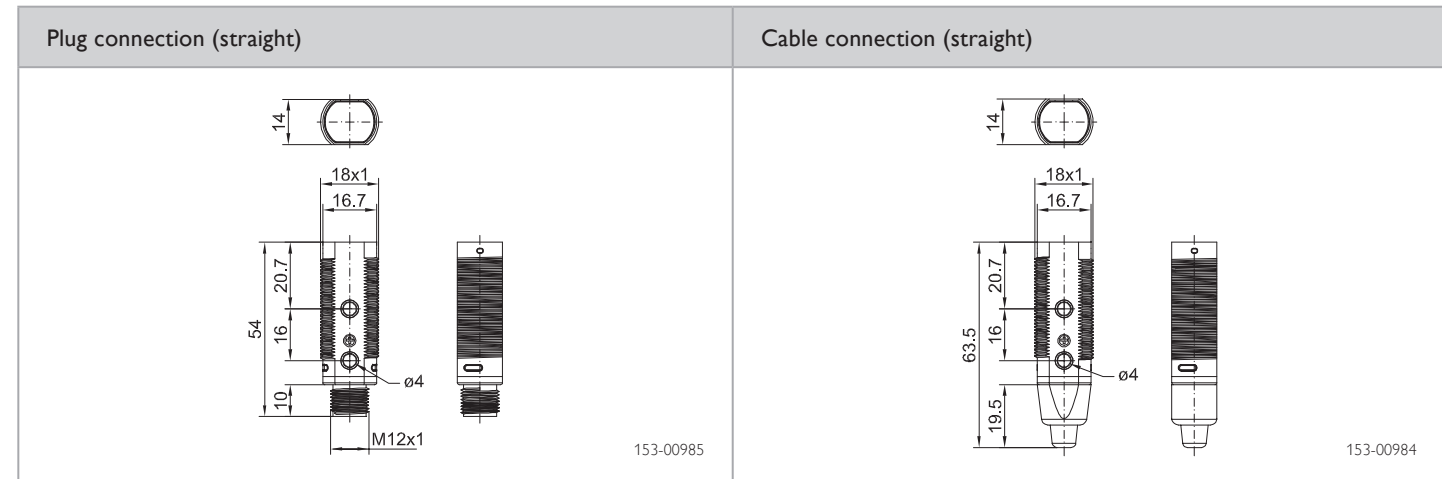 Plug connection (straight)
Cable connection (straight)
14
18x1
16.7
20.7
54
16
ø4
10
M12x1
153-00985
14
18x1
16.7
20.7
63.5
16
ø4
19.5
153-00984